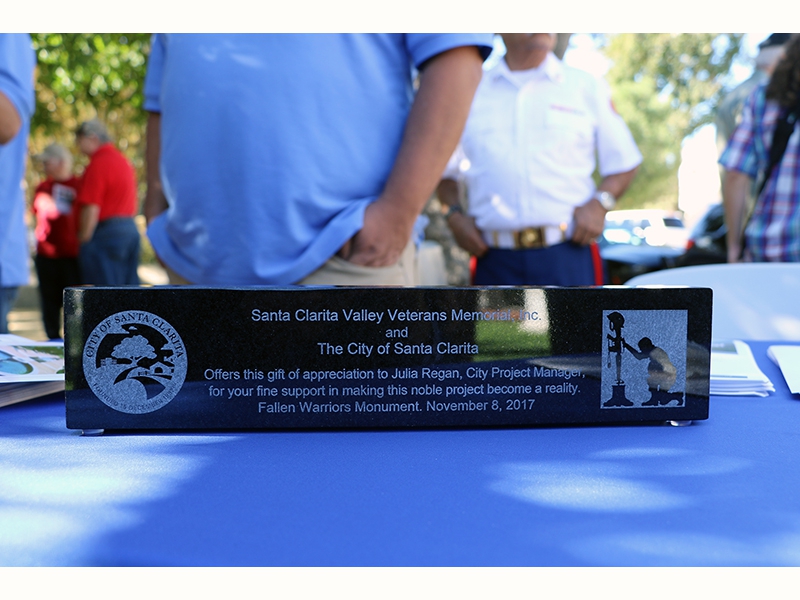 Santa Clarita Valley Veterans Memorial, Inc.
and
The City of Santa Clarita
Offers this gift of appreciation to Julia Regan, City Project Manager,
for your fine support in making this noble project become a reality.
Fallen Warriors Monument. November 8, 2017
CITY OF SANTA CLARITA